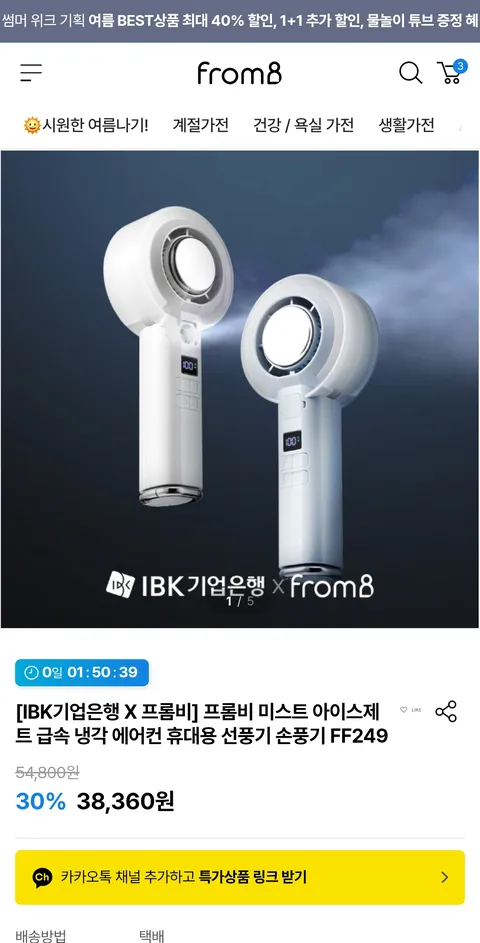 썸머 위크 기획 여름 BEST상품 최대 40% 할인, 1+1 추가 할인, 물놀이 튜브 증정 혜
from8
3
🌞시원한 여름나기!
계절가전
건강 / 욕실 가전
생활가전
100
100
IBK기업은행 X from8
1 / 5
0일 01 : 50 : 39
[IBK기업은행 X 프롬비] 프롬비 미스트 아이스제
트 급속 냉각 에어컨 휴대용 선풍기 손풍기 FF249
LIKE
54,800원
30% 38,360원
Ch 카카오톡 채널 추가하고 특가상품 링크 받기
배송방법
택배